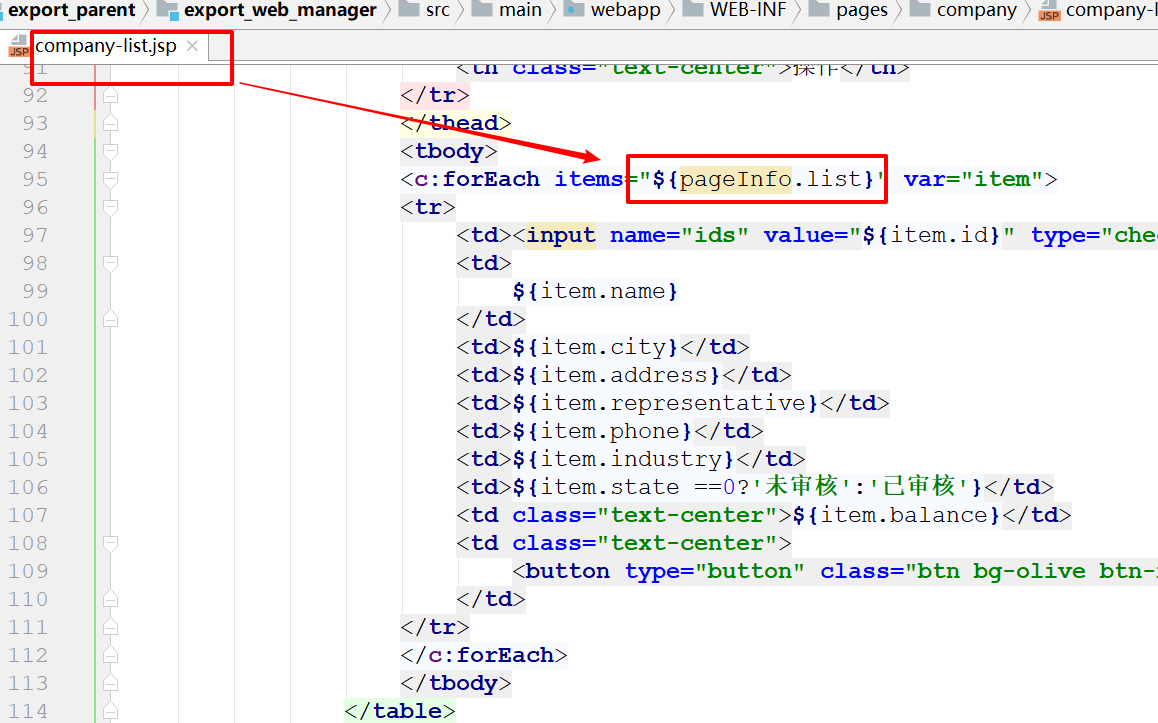 export_parent export_web_manager src main webapp WEB-INF pages company company-l
company-list.jsp
91 <th class="text-center">操作</th>
92 </tr>
93 </thead>
94 <tbody>
95 <c:forEach items="${pageInfo.list}" var="item">
96 <tr>
97 <td><input name="ids" value="${item.id}" type="che
98 <td>
99 ${item.name}
100 </td>
101 <td>${item.city}</td>
102 <td>${item.address}</td>
103 <td>${item.representative}</td>
104 <td>${item.phone}</td>
105 <td>${item.industry}</td>
106 <td>${item.state ==0?'未审核':'已审核'}</td>
107 <td class="text-center">${item.balance}</td>
108 <td class="text-center">
109 <button type="button" class="btn bg-olive btn-
110 </td>
111 </tr>
112 </c:forEach>
113 </tbody>
114 </table>